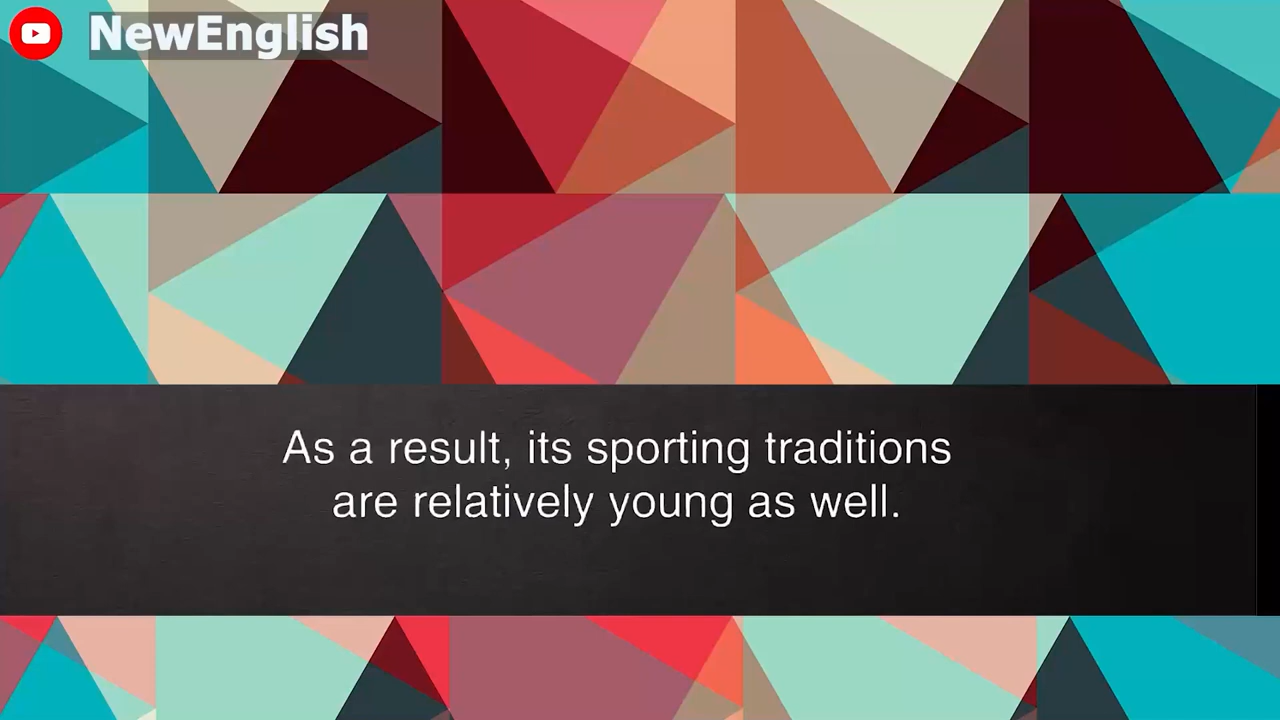 NewEnglish
As a result, its sporting traditions
are relatively young as well.